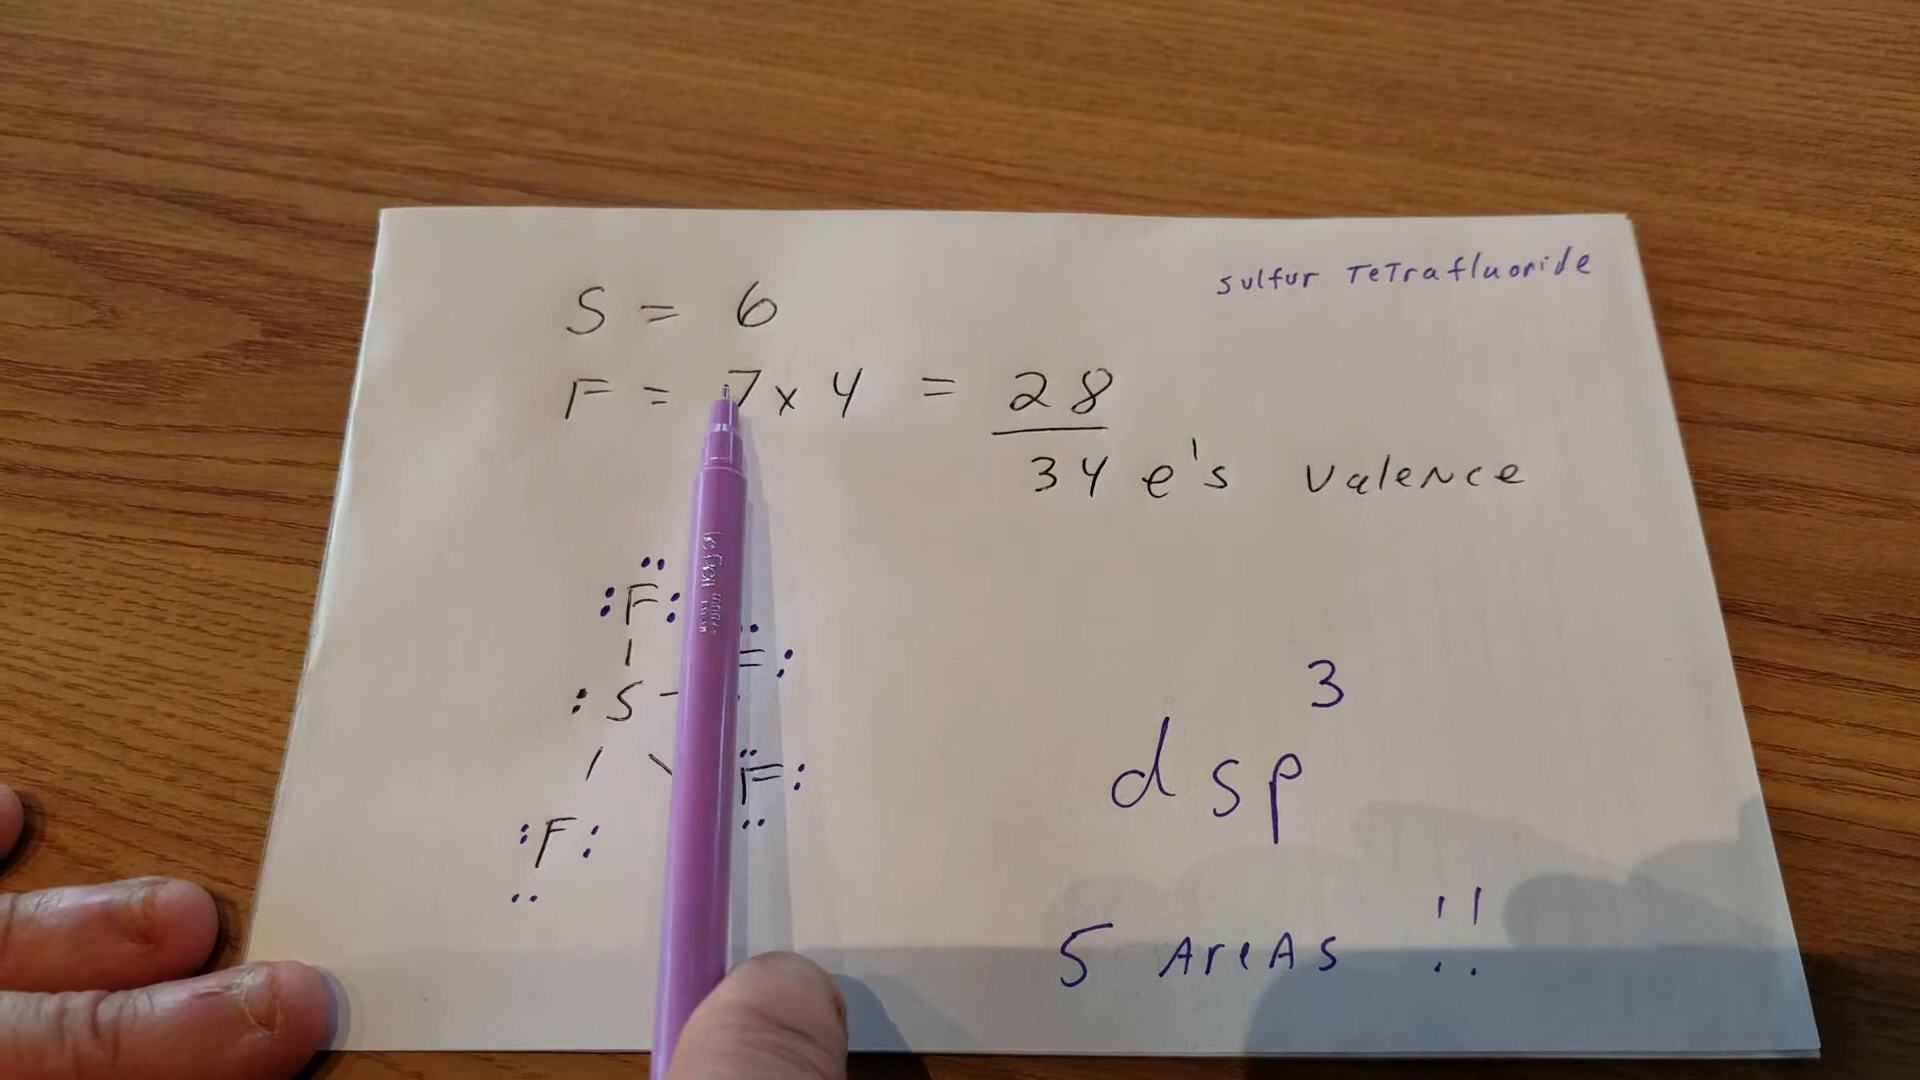 Sulfur Tetrafluoride
S = 6
F = 7 x 4 = 28
34 e's valence
:F:
:S -
F:
:F:
dsp³
5 Areas !!